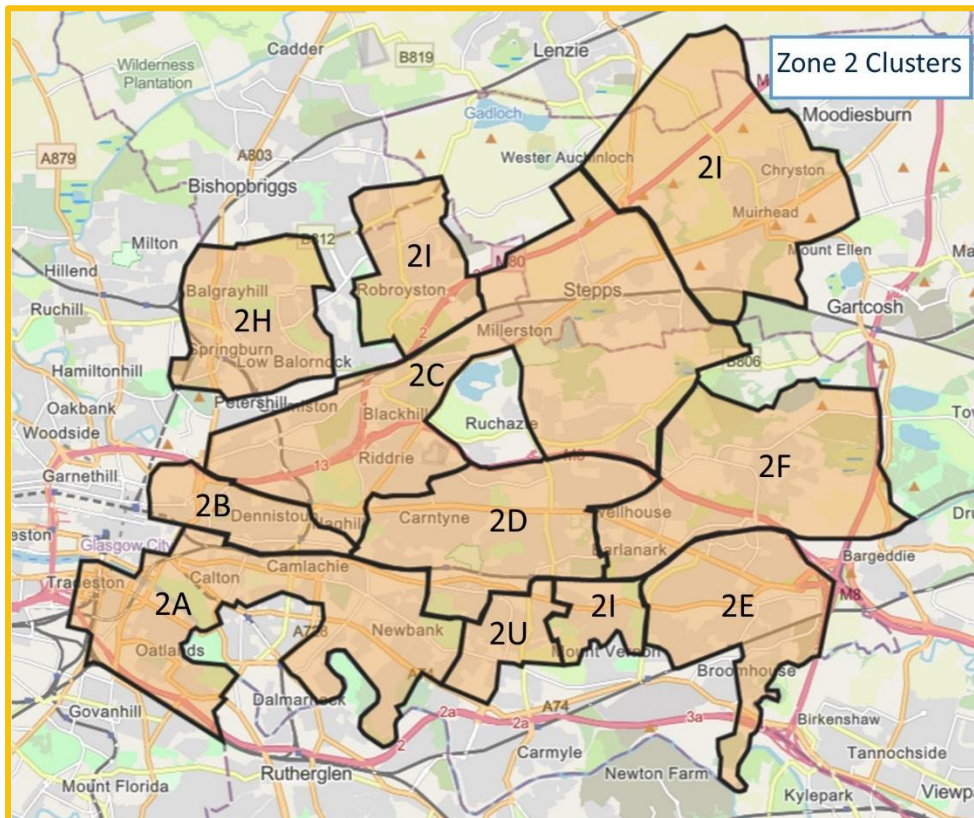 Zone 2 Clusters
Cadder
B819
Lenzie
Wilderness
Plantation
Gadloch
Moodiesburn
A879
A803
Wester Auchinloch
2I
Chryston
Bishopbriggs
Muirhead
Milton
B812
2I
M80
Mount Ellen
Hillend
Balgrayhill
Robroyston
Stepps
Gartcosh
Ruchill
2H
2
Millerston
Springburn
Low Balornock
B806
Hamiltonhill
2C
Petershill
Blackhill
Oakbank
Ruchazie
Woodside
Riddrie
13
M8
2F
Garnethill
2B
Dennistoun
Carntyne
2D
Glasgow City
Bargeddie
Camlachie
M8
Tradeston
Calton
2A
2I
2E
2U
Newbank
Oatlands
Mount Vernon
Broomhouse
A74
Dalmarnock
Govanhill
2a
2a
A74
3a
Birkenshaw
2
Carmyle
Tannochside
Rutherglen
Newton Farm
Mount Florida
Kylepark